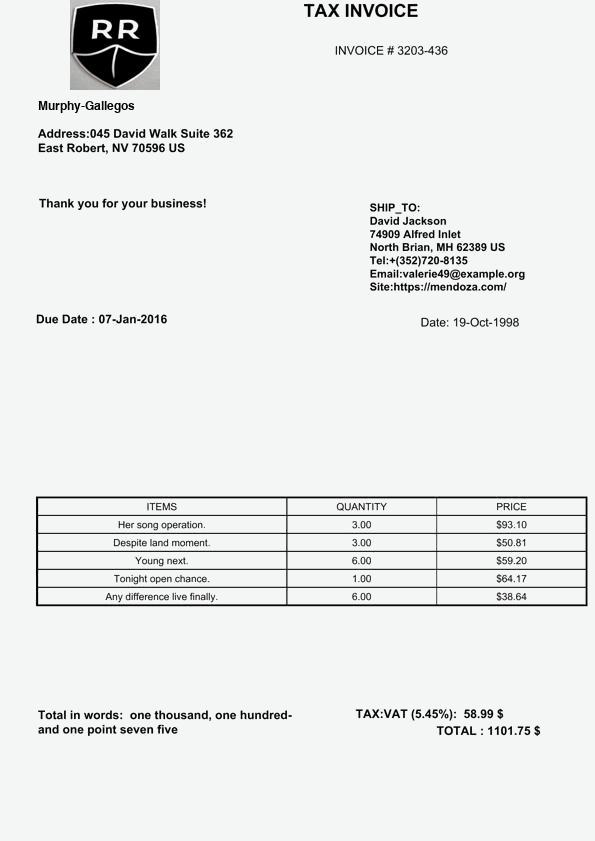 RR
TAX INVOICE
INVOICE # 3203-436
Murphy-Gallegos
Address:045 David Walk Suite 362
East Robert, NV 70596 US
Thank you for your business!
SHIP_TO:
David Jackson
74909 Alfred Inlet
North Brian, MH 62389 US
Tel:+(352)720-8135
Email:valerie49@example.org
Site:https://mendoza.com/
Due Date : 07-Jan-2016
Date: 19-Oct-1998
ITEMS QUANTITY PRICE
Her song operation. 3.00 $93.10
Despite land moment. 3.00 $50.81
Young next. 6.00 $59.20
Tonight open chance. 1.00 $64.17
Any difference live finally. 6.00 $38.64
Total in words: one thousand, one hundred-
and one point seven five
TAX:VAT (5.45%): 58.99 $
TOTAL : 1101.75 $